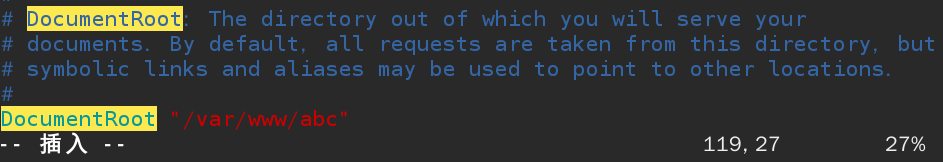 #
# DocumentRoot: The directory out of which you will serve your
# documents. By default, all requests are taken from this directory, but
# symbolic links and aliases may be used to point to other locations.
#
DocumentRoot "/var/www/abc"
-- 插入 -- 119,27 27%